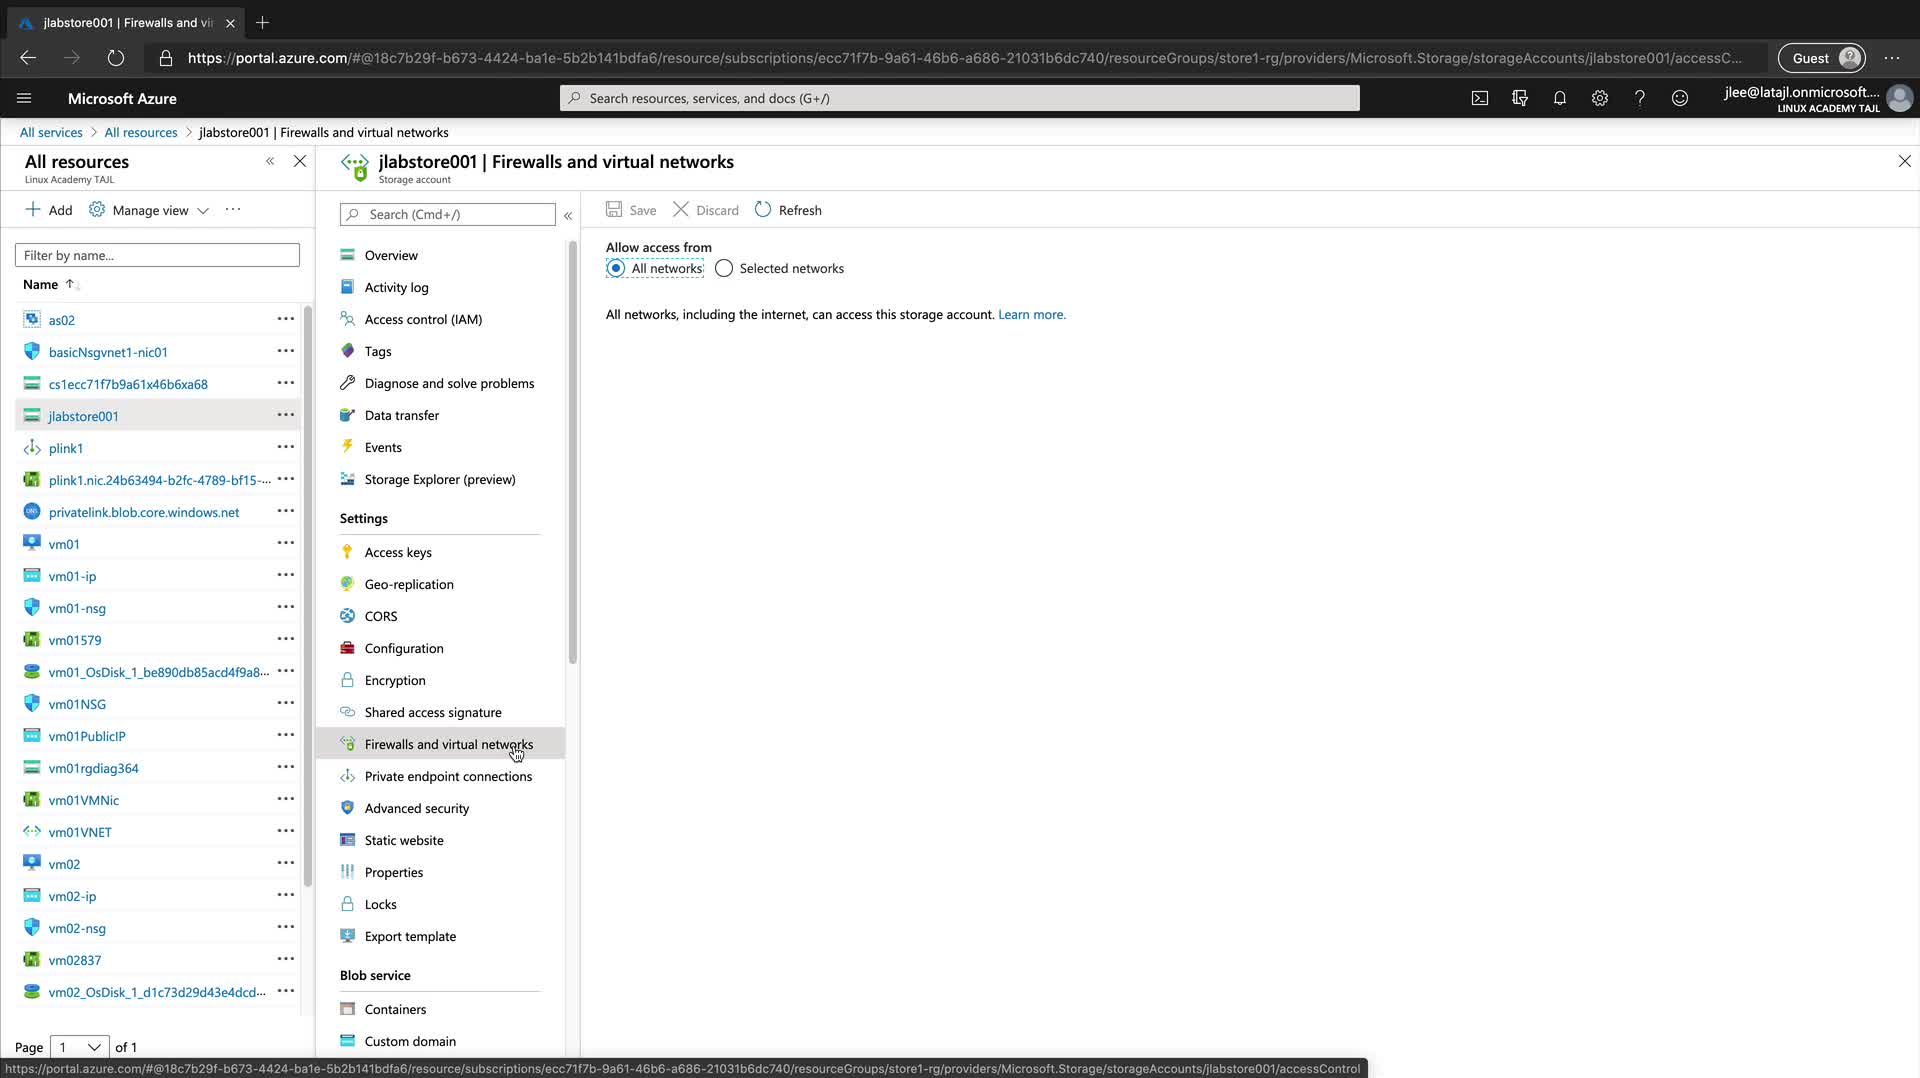 jlabstore001 | Firewalls and vir
https://portal.azure.com/#@18c7b29f-b673-4424-ba1e-5b2b141bdfa6/resource/subscriptions/ecc71f7b-9a61-46b6-a686-21031b6dc740/resourceGroups/store1-rg/providers/Microsoft.Storage/storageAccounts/jlabstore001/accessC...
Guest
Microsoft Azure
Search resources, services, and docs (G+/)
jlee@latajl.onmicrosoft....
LINUX ACADEMY TAJL
All services > All resources > jlabstore001 | Firewalls and virtual networks
All resources
Linux Academy TAJL
Add
Manage view
Filter by name...
Name
as02
basicNsgvnet1-nic01
cs1ecc71f7b9a61x46b6xa68
jlabstore001
plink1
plink1.nic.24b63494-b2fc-4789-bf15-...
privatelink.blob.core.windows.net
vm01
vm01-ip
vm01-nsg
vm01579
vm01_OsDisk_1_be890db85acd4f9a8...
vm01NSG
vm01PublicIP
vm01rgdiag364
vm01VMNic
vm01VNET
vm02
vm02-ip
vm02-nsg
vm02837
vm02_OsDisk_1_d1c73d29d43e4dcd...
Page 1 of 1
jlabstore001 | Firewalls and virtual networks
Storage account
Search (Cmd+/)
Overview
Activity log
Access control (IAM)
Tags
Diagnose and solve problems
Data transfer
Events
Storage Explorer (preview)
Settings
Access keys
Geo-replication
CORS
Configuration
Encryption
Shared access signature
Firewalls and virtual networks
Private endpoint connections
Advanced security
Static website
Properties
Locks
Export template
Blob service
Containers
Custom domain
Save
Discard
Refresh
Allow access from
All networks
Selected networks
All networks, including the internet, can access this storage account. Learn more.
https://portal.azure.com/#@18c7b29f-b673-4424-ba1e-5b2b141bdfa6/resource/subscriptions/ecc71f7b-9a61-46b6-a686-21031b6dc740/resourceGroups/store1-rg/providers/Microsoft.Storage/storageAccounts/jlabstore001/accessControl